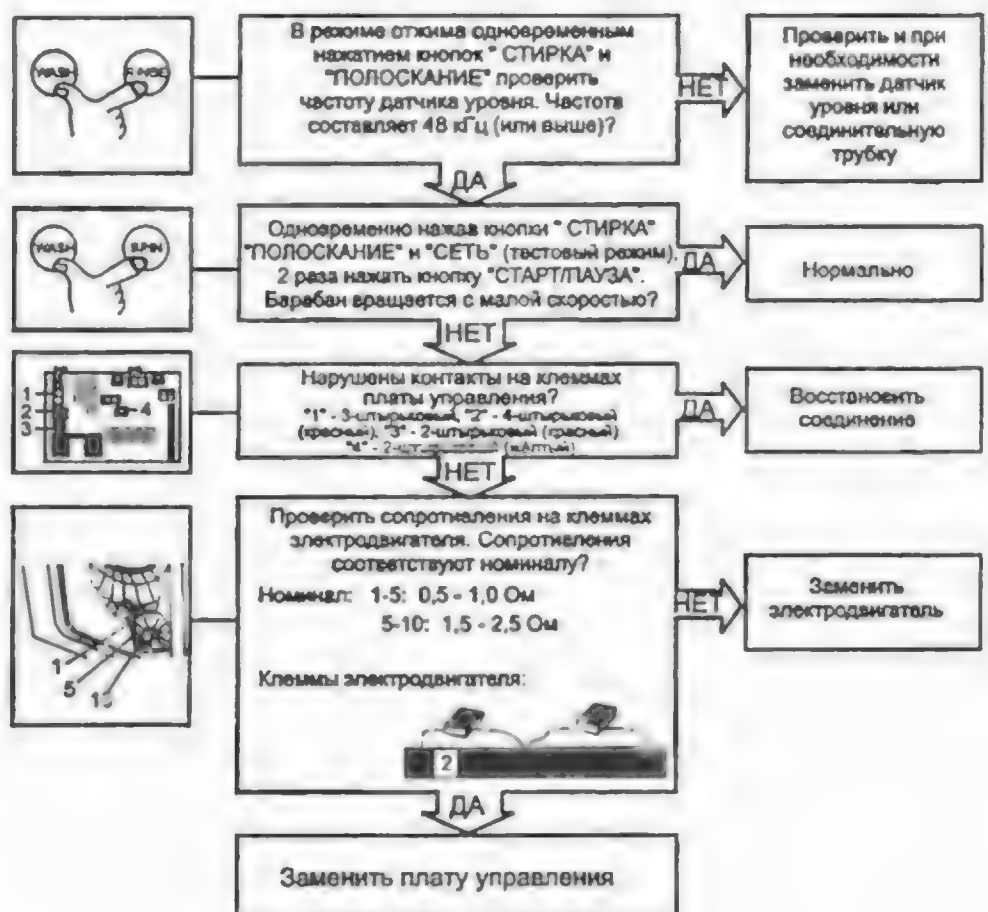 WASH
RINSE
В режиме отжима одновременным
нажатием кнопок " СТИРКА" и
"ПОЛОСКАНИЕ" проверить
частоту датчика уровня. Частота
составляет 48 кГц (или выше)?
НЕТ
Проверить и при
необходимости
заменить датчик
уровня или
соединительную
трубку
ДА
WASH
SPIN
Одновременно нажав кнопки " СТИРКА"
"ПОЛОСКАНИЕ" и "СЕТЬ" (тестовый режим),
2 раза нажать кнопку "СТАРТ/ПАУЗА".
Барабан вращается с малой скоростью?
ДА
Нормально
НЕТ
1
2
3
4
Нарушены контакты на клеммах
платы управления?
"1" - 3-штырьковый, "2" - 4-штырьковый
(красный), "3" - 2-штырьковый (красный)
"4" - 2-штырьковый (жёлтый)
ДА
Восстановить
соединение
НЕТ
1
5
Проверить сопротивления на клеммах
электродвигателя. Сопротивления
соответствуют номиналу?
Номинал: 1-5: 0,5 - 1,0 Ом
5-10: 1,5 - 2,5 Ом
Клеммы электродвигателя:
2
НЕТ
Заменить
электродвигатель
ДА
Заменить плату управления